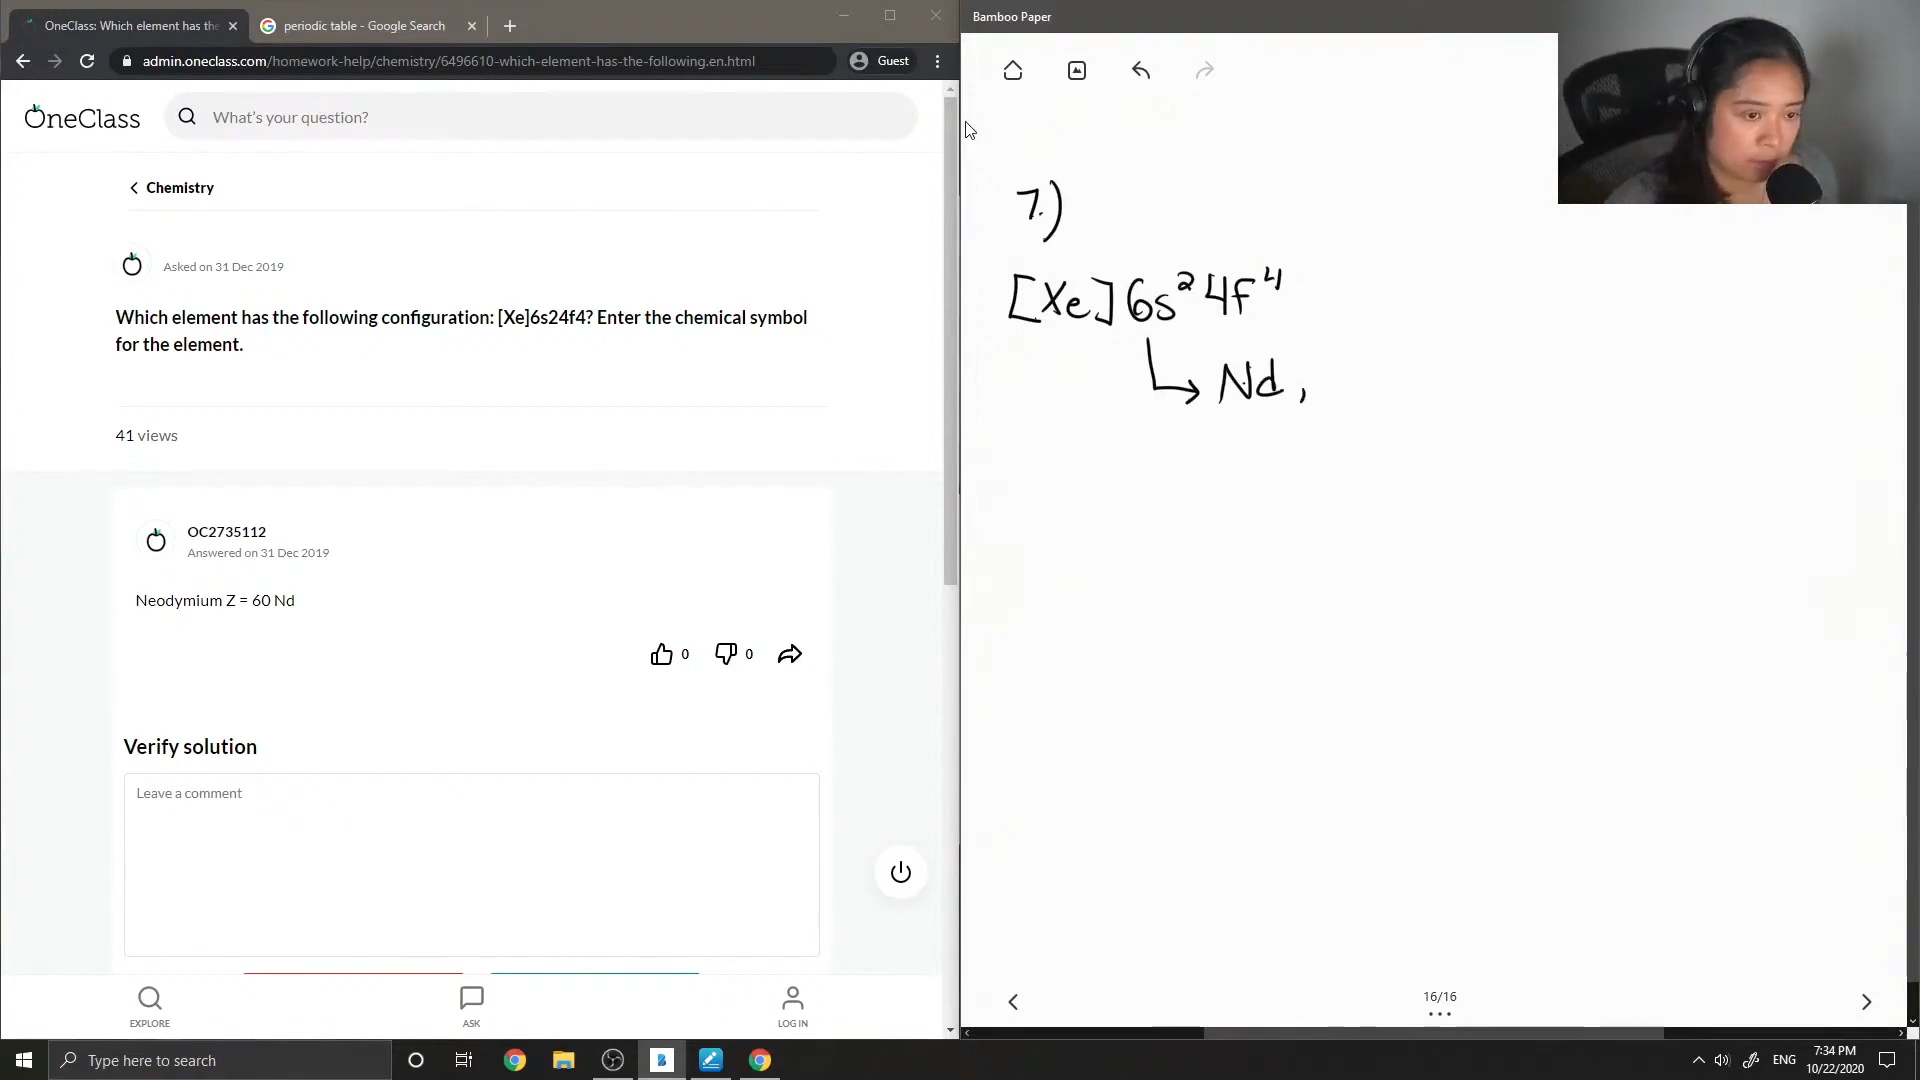 OneClass: Which element has the
periodic table - Google Search
Bamboo Paper
admin.oneclass.com/homework-help/chemistry/6496610-which-element-has-the-following.en.html
Guest
OneClass
What's your question?
Chemistry
Asked on 31 Dec 2019
Which element has the following configuration: [Xe]6s24f4? Enter the chemical symbol
for the element.
41 views
OC2735112
Answered on 31 Dec 2019
Neodymium Z = 60 Nd
0 0
Verify solution
Leave a comment
EXPLORE
ASK
LOG IN
7.)
[Xe]6s²4f⁴
Nd,
16/16
Type here to search
ENG
7:34 PM
10/22/2020